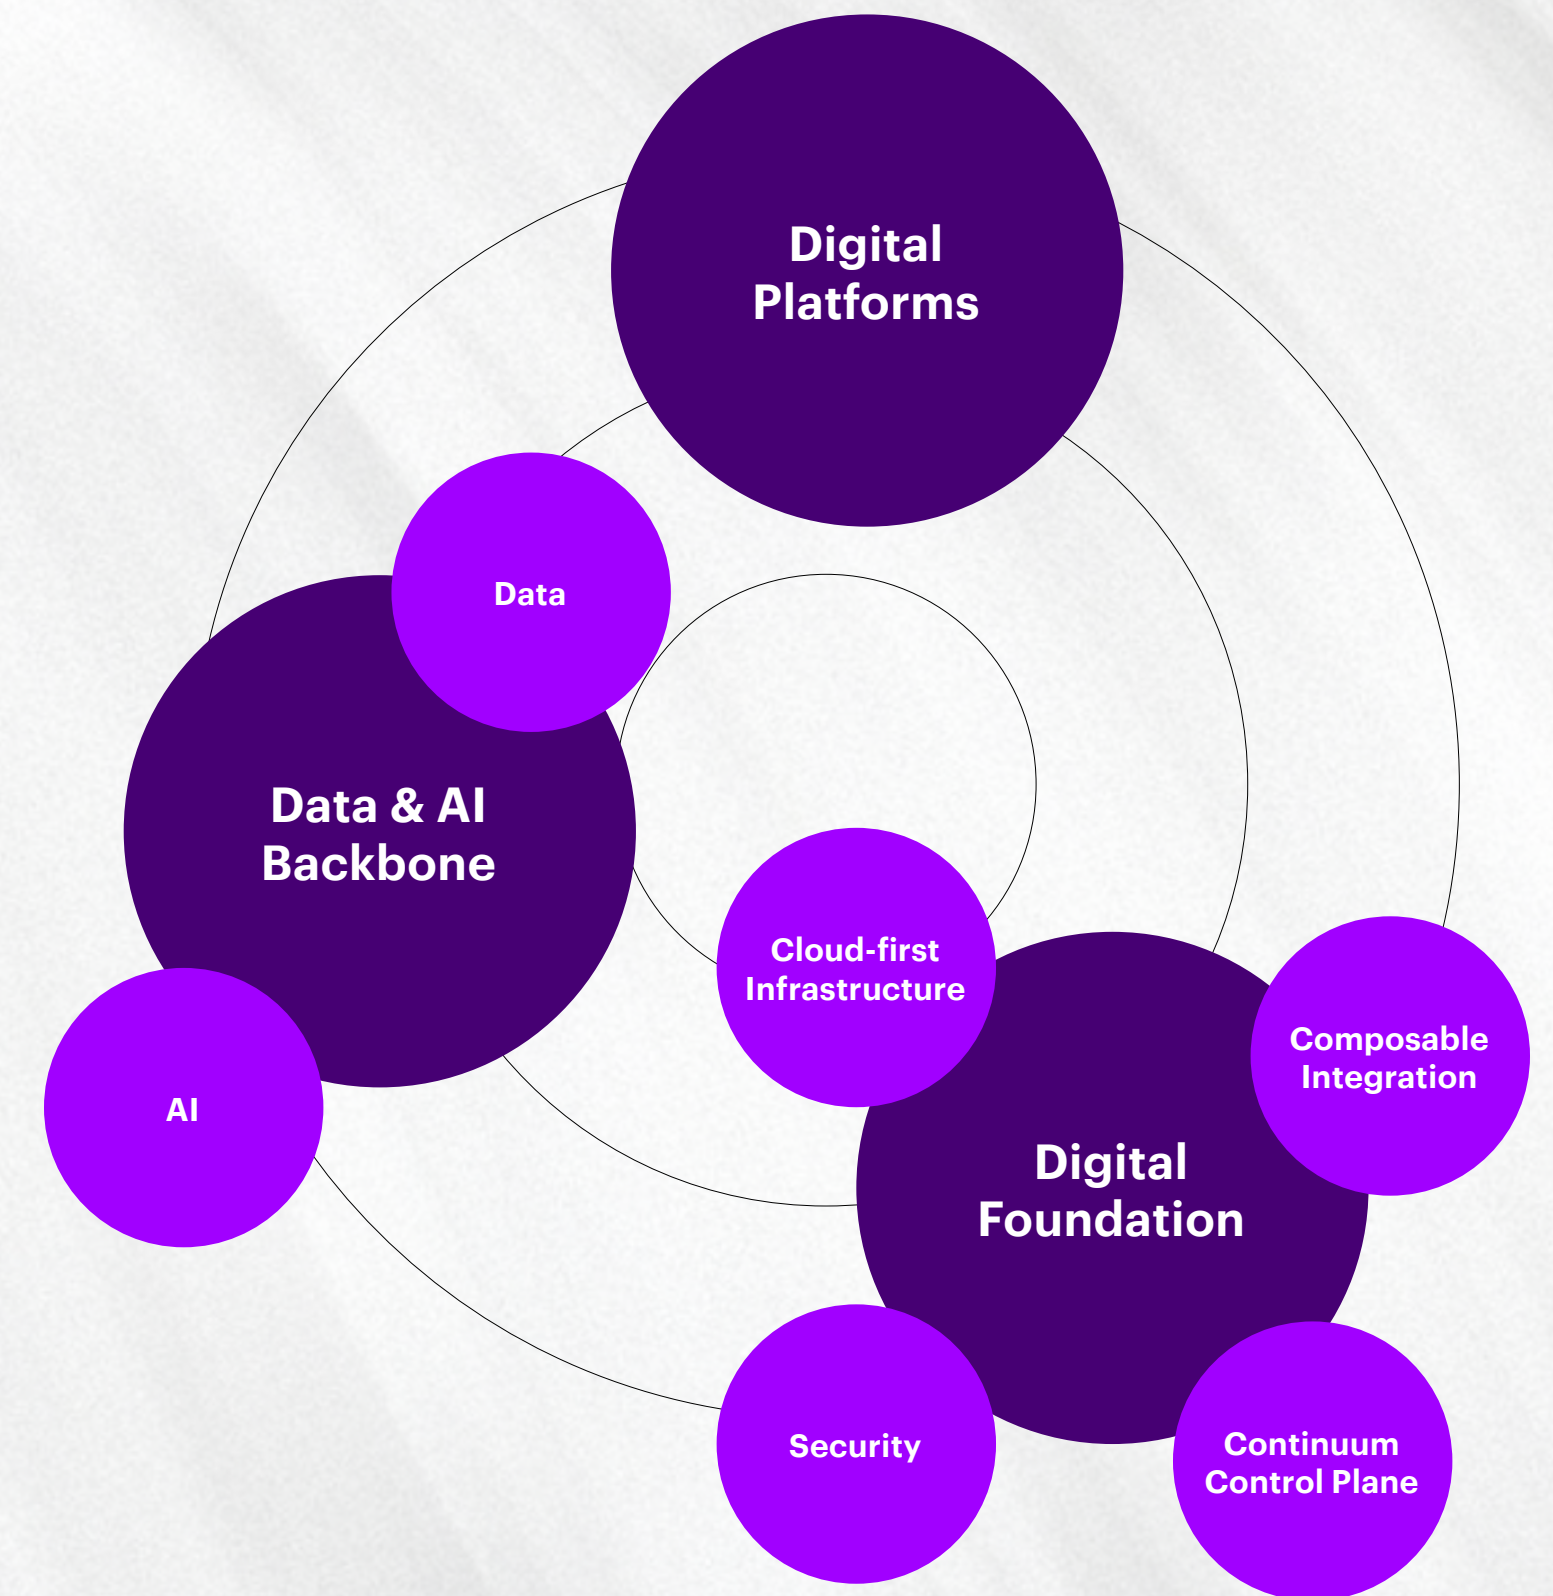 Digital
Platforms
Data
Data & AI
Backbone
Cloud-first
Infrastructure
Composable
Integration
AI
Digital
Foundation
Security
Continuum
Control Plane